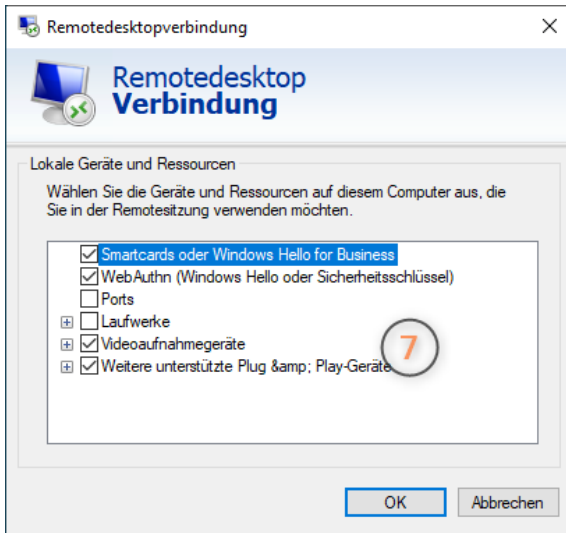 Remotedesktopverbindung
Remotedesktop
Verbindung
Lokale Geräte und Ressourcen
Wählen Sie die Geräte und Ressourcen auf diesem Computer aus, die
Sie in der Remotesitzung verwenden möchten.
Smartcards oder Windows Hello for Business
WebAuthn (Windows Hello oder Sicherheitsschlüssel)
Ports
Laufwerke
Videoaufnahmegeräte
7
Weitere unterstützte Plug &amp; Play-Geräte
OK Abbrechen